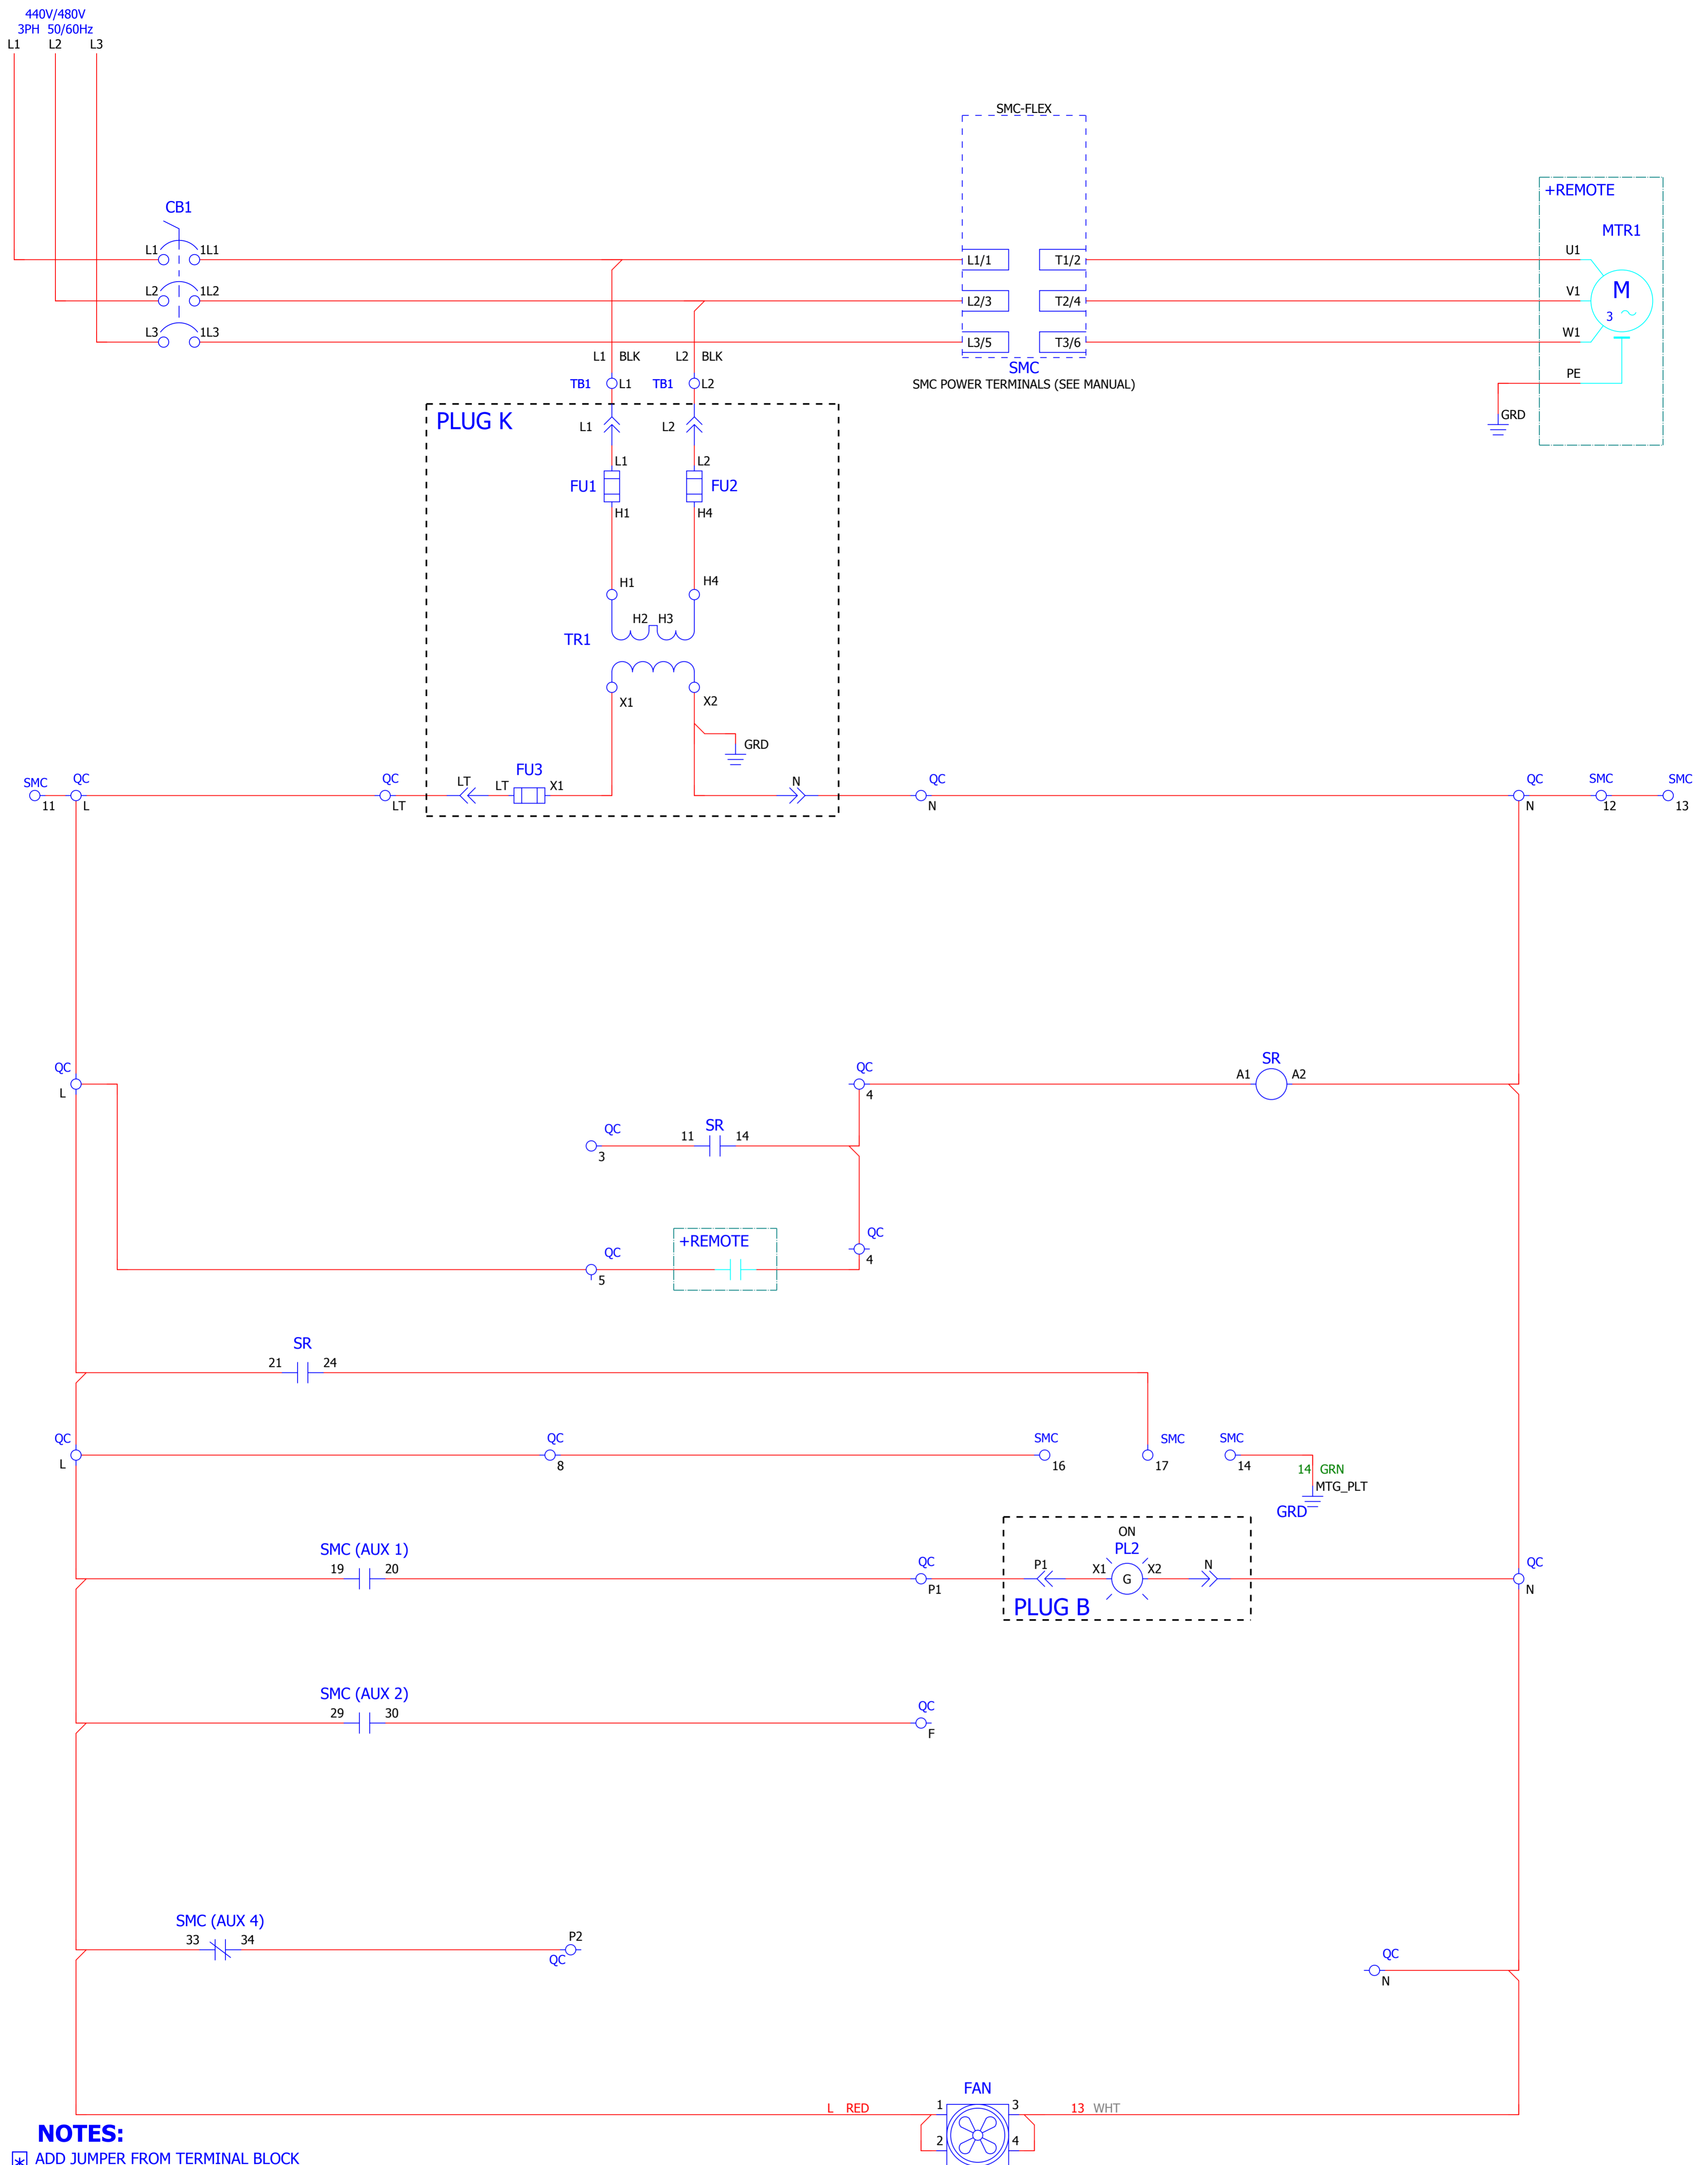 440V/480V
3PH 50/60Hz
L1 L2 L3
SMC-FLEX
+REMOTE
CB1
MTR1
L1 1L1
L1/1 T1/2
U1
L2 1L2
L2/3 T2/4
V1
M
3
L3 1L3
L3/5 T3/6
W1
SMC
SMC POWER TERMINALS (SEE MANUAL)
PE
GRD
L1 BLK L2 BLK
TB1 L1 TB1 L2
PLUG K
L1 L2
L1 L2
FU1 FU2
H1 H4
H1 H4
H2 H3
TR1
X1 X2
GRD
FU3
SMC QC QC LT LT X1 N QC QC SMC SMC
11 L LT N N 12 13
QC QC SR
A1 A2
L 4
QC SR
11 14
3
QC
+REMOTE
QC
4
5
SR
21 24
QC QC SMC SMC SMC
L 8 16 17 14
14 GRN
MTG_PLT
GRD
ON
SMC (AUX 1) PL2
19 20 QC P1 X1 X2 N QC
G
P1 N
PLUG B
SMC (AUX 2)
29 30 QC
F
SMC (AUX 4)
33 34 P2
QC
QC
N
FAN
L RED 1 3 13 WHT
2 4
NOTES:
* ADD JUMPER FROM TERMINAL BLOCK